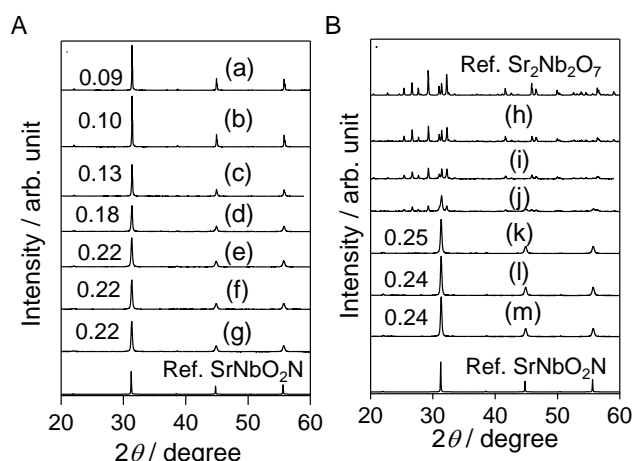 A
Intensity / arb. unit
0.09 (a)
0.10 (b)
0.13 (c)
0.18 (d)
0.22 (e)
0.22 (f)
0.22 (g)
Ref. SrNbO₂N
20 30 40 50 60
2θ / degree
B
Intensity / arb. unit
Ref. Sr₂Nb₂O₇
(h)
(i)
(j)
0.25 (k)
0.24 (l)
0.24 (m)
Ref. SrNbO₂N
20 30 40 50 60
2θ / degree